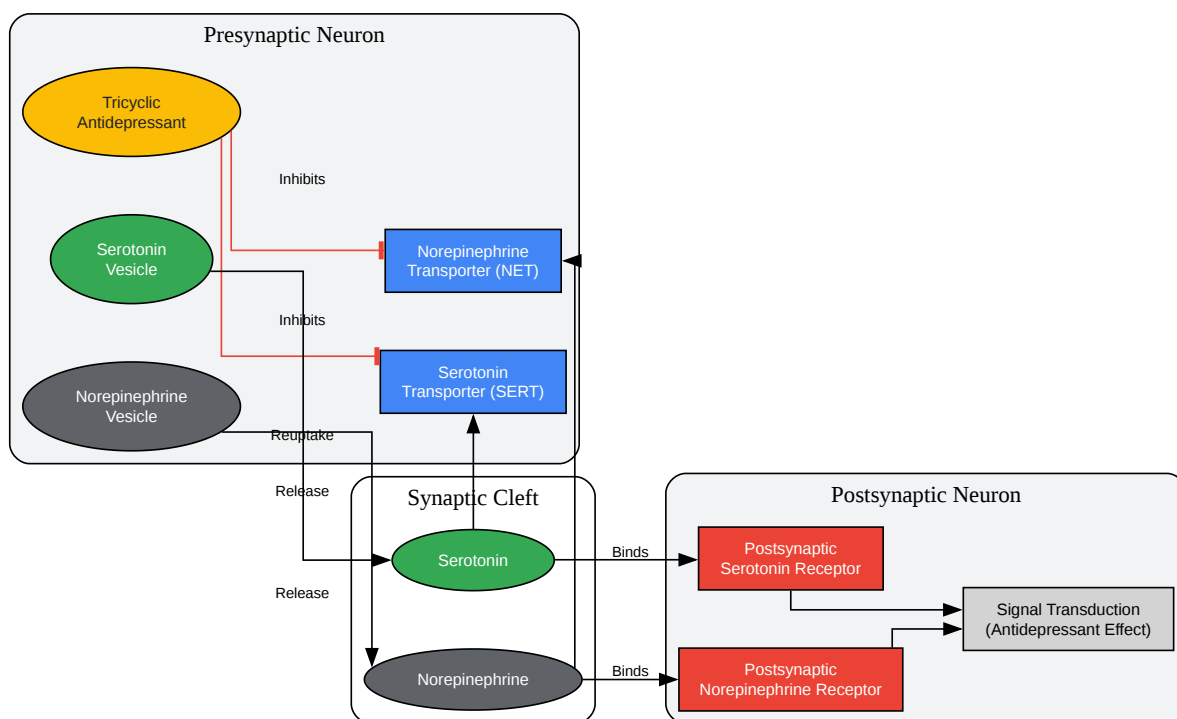 Presynaptic Neuron
Tricyclic
Antidepressant
Inhibits
Serotonin
Vesicle
Norepinephrine
Transporter (NET)
Inhibits
Serotonin
Transporter (SERT)
Norepinephrine
Vesicle
Reuptake
Release
Synaptic Cleft
Postsynaptic Neuron
Serotonin
Binds
Postsynaptic
Serotonin Receptor
Release
Signal Transduction
(Antidepressant Effect)
Norepinephrine
Binds
Postsynaptic
Norepinephrine Receptor